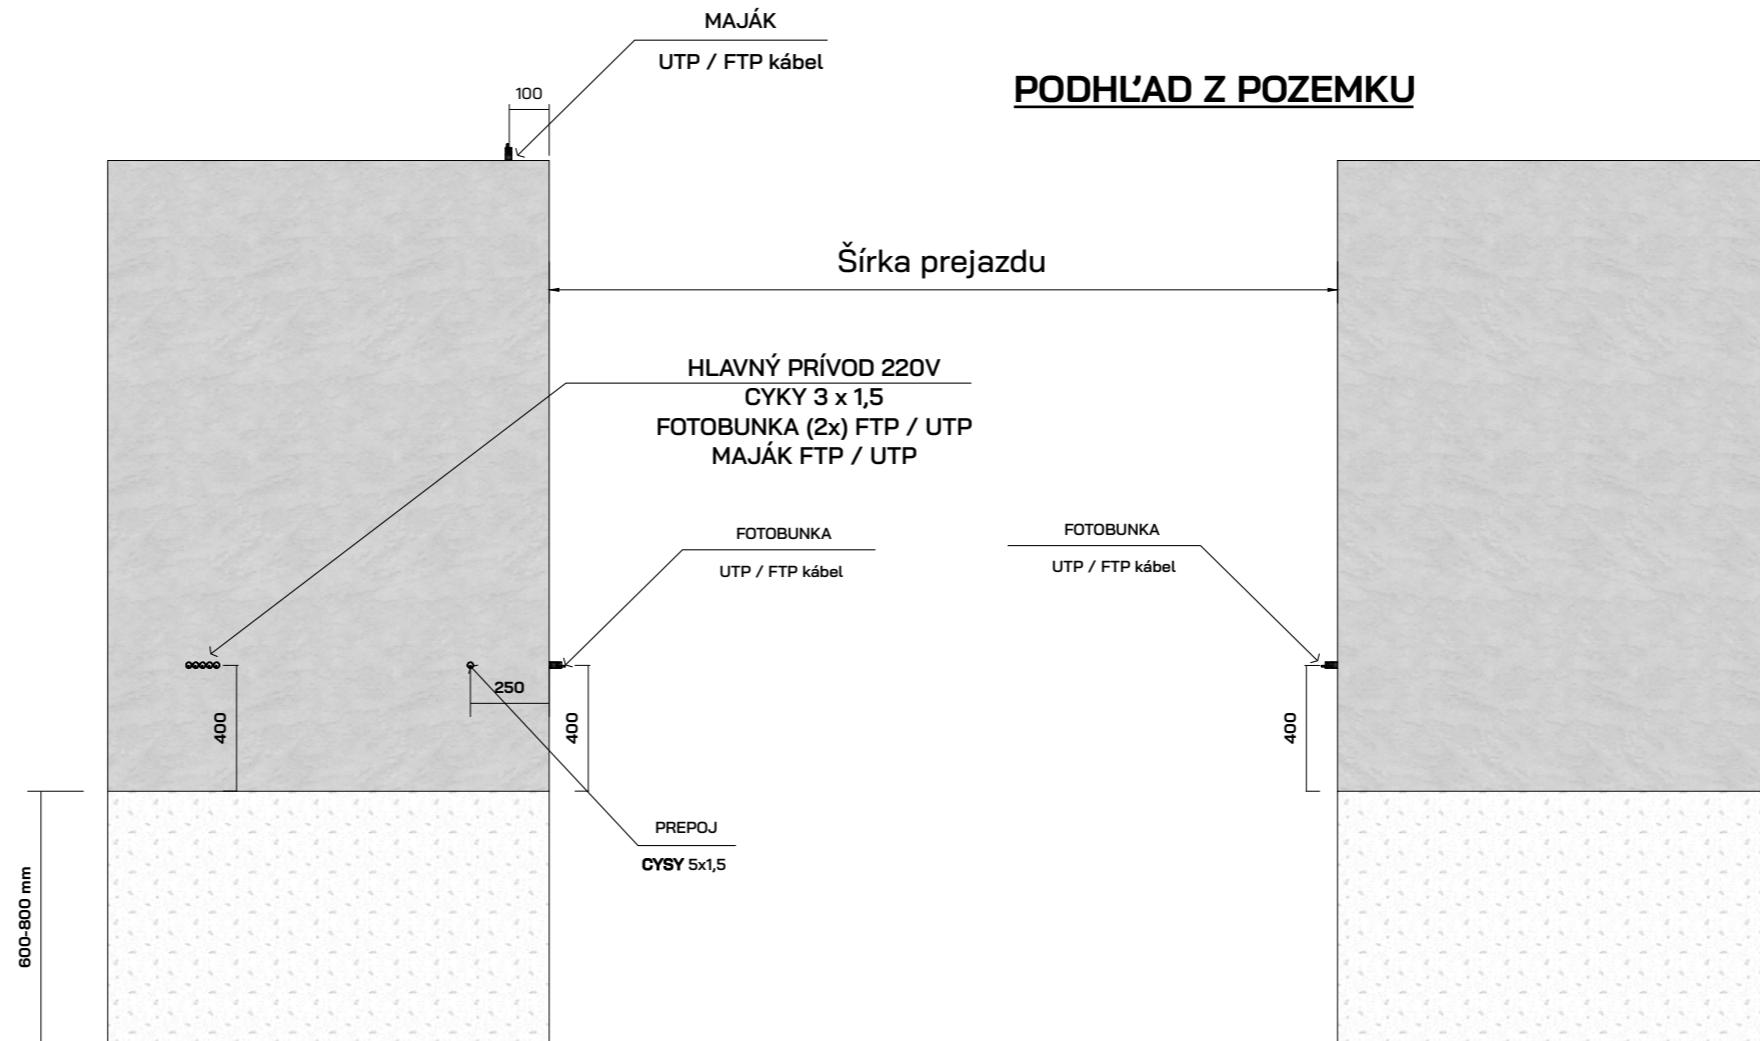 MAJÁK
UTP / FTP kábel
100
PODHĽAD Z POZEMKU
Šírka prejazdu
HLAVNÝ PRÍVOD 220V
CYKY 3 x 1,5
FOTOBUNKA (2x) FTP / UTP
MAJÁK FTP / UTP
FOTOBUNKA
UTP / FTP kábel
FOTOBUNKA
UTP / FTP kábel
250
400
400
400
PREPOJ
CYSY 5x1,5
600-800 mm